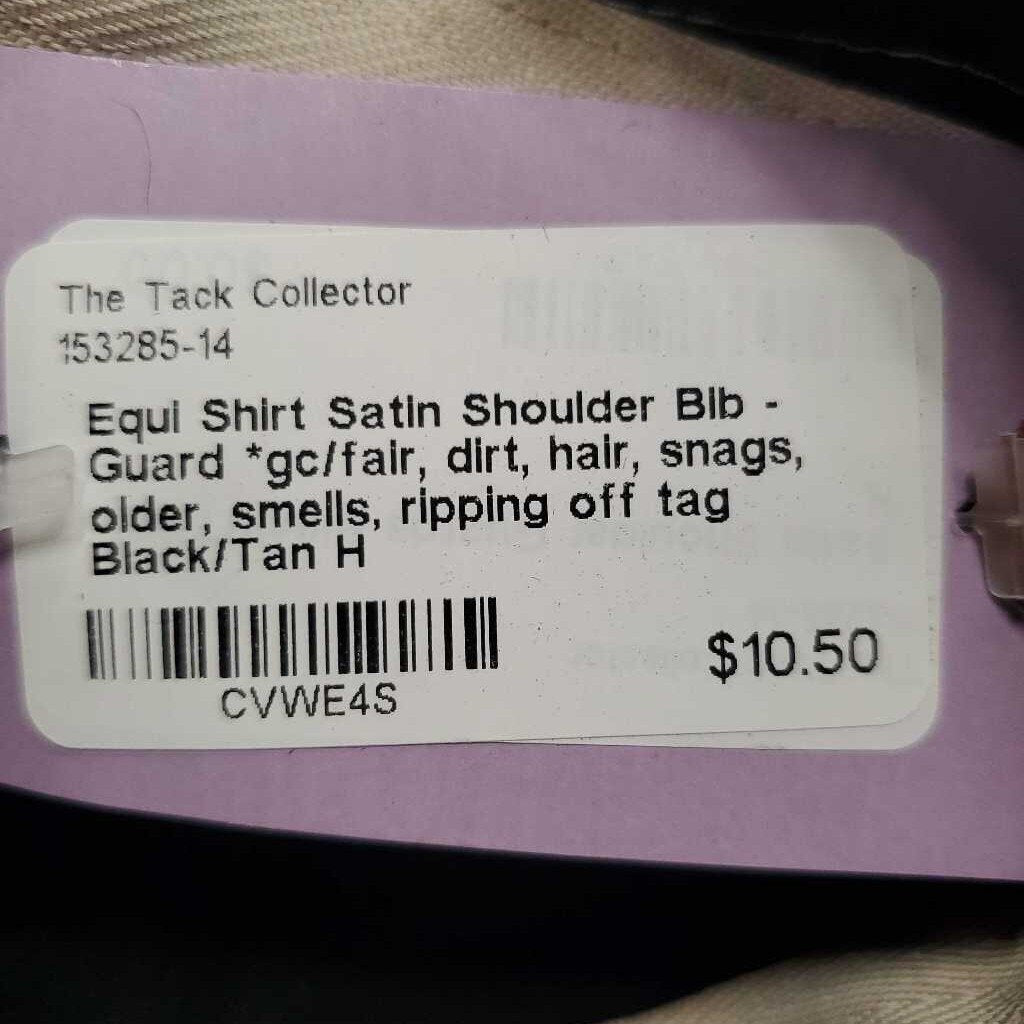 The Tack Collector
153285-14
Equi Shirt Satin Shoulder Bib -
Guard *gc/fair, dirt, hair, snags,
older, smells, ripping off tag
Black/Tan H
CVWE4S
$10.50